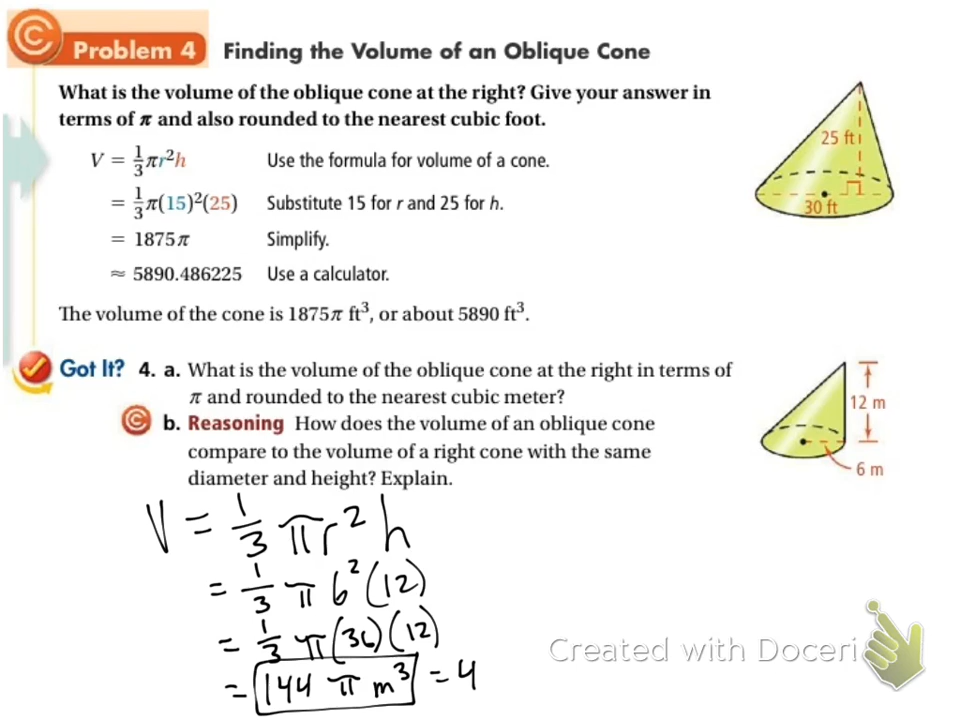 Problem 4 Finding the Volume of an Oblique Cone
What is the volume of the oblique cone at the right? Give your answer in
terms of π and also rounded to the nearest cubic foot.
V = 1/3 πr²h Use the formula for volume of a cone.
= 1/3 π(15)²(25) Substitute 15 for r and 25 for h.
= 1875π Simplify.
≈ 5890.486225 Use a calculator.
The volume of the cone is 1875π ft³, or about 5890 ft³.
25 ft
30 ft
Got It? 4. a. What is the volume of the oblique cone at the right in terms of
π and rounded to the nearest cubic meter?
C b. Reasoning How does the volume of an oblique cone
compare to the volume of a right cone with the same
diameter and height? Explain.
12 m
6 m
V = 1/3 πr² h
= 1/3 π 6² (12)
= 1/3 π (36) (12)
= 144 π m³ = 4
Created with Doceri